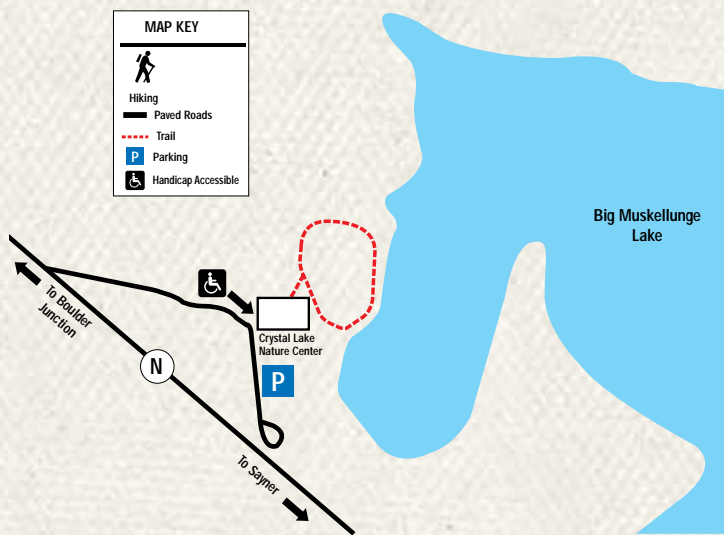 MAP KEY
Hiking
Paved Roads
Trail
P
Parking
Handicap Accessible
Big Muskellunge
Lake
To Boulder
Junction
Crystal Lake
Nature Center
N
P
To Sayner